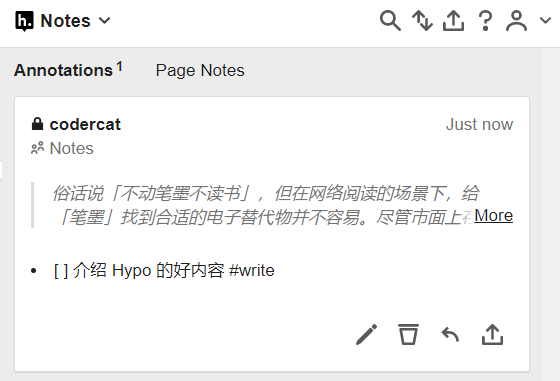 h. Notes
Annotations 1 Page Notes
codercat Just now
Notes
俗话说「不动笔墨不读书」，但在网络阅读的场景下，给
「笔墨」找到合适的电子替代物并不容易。尽管市面上 More
• [ ] 介绍 Hypo 的好内容 #write